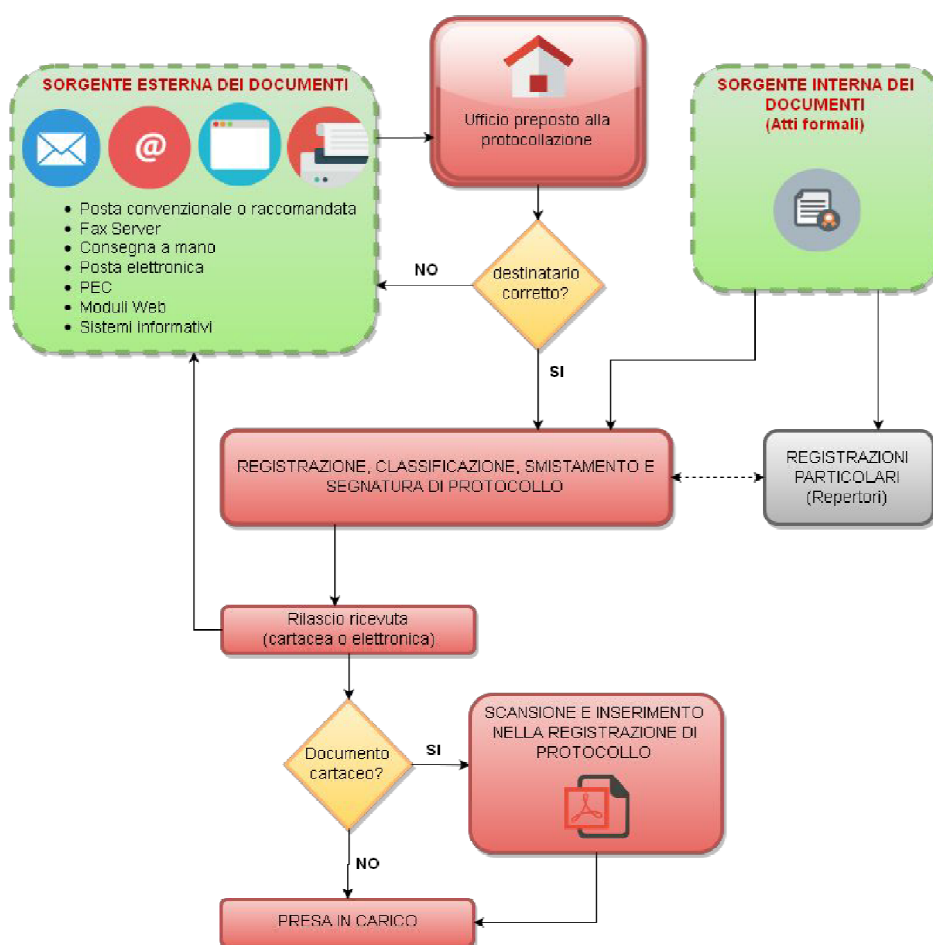 SORGENTE ESTERNA DEI DOCUMENTI
@
• Posta convenzionale o raccomandata
• Fax Server
• Consegna a mano
• Posta elettronica
• PEC
• Moduli Web
• Sistemi informativi
Ufficio preposto alla
protocollazione
SORGENTE INTERNA DEI
DOCUMENTI
(Atti formali)
destinatario
corretto?
NO
SI
REGISTRAZIONE, CLASSIFICAZIONE, SMISTAMENTO E
SEGNATURA DI PROTOCOLLO
REGISTRAZIONI
PARTICOLARI
(Repertori)
Rilascio ricevuta
(cartacea o elettronica)
Documento
cartaceo?
SI
SCANSIONE E INSERIMENTO
NELLA REGISTRAZIONE DI
PROTOCOLLO
NO
PRESA IN CARICO